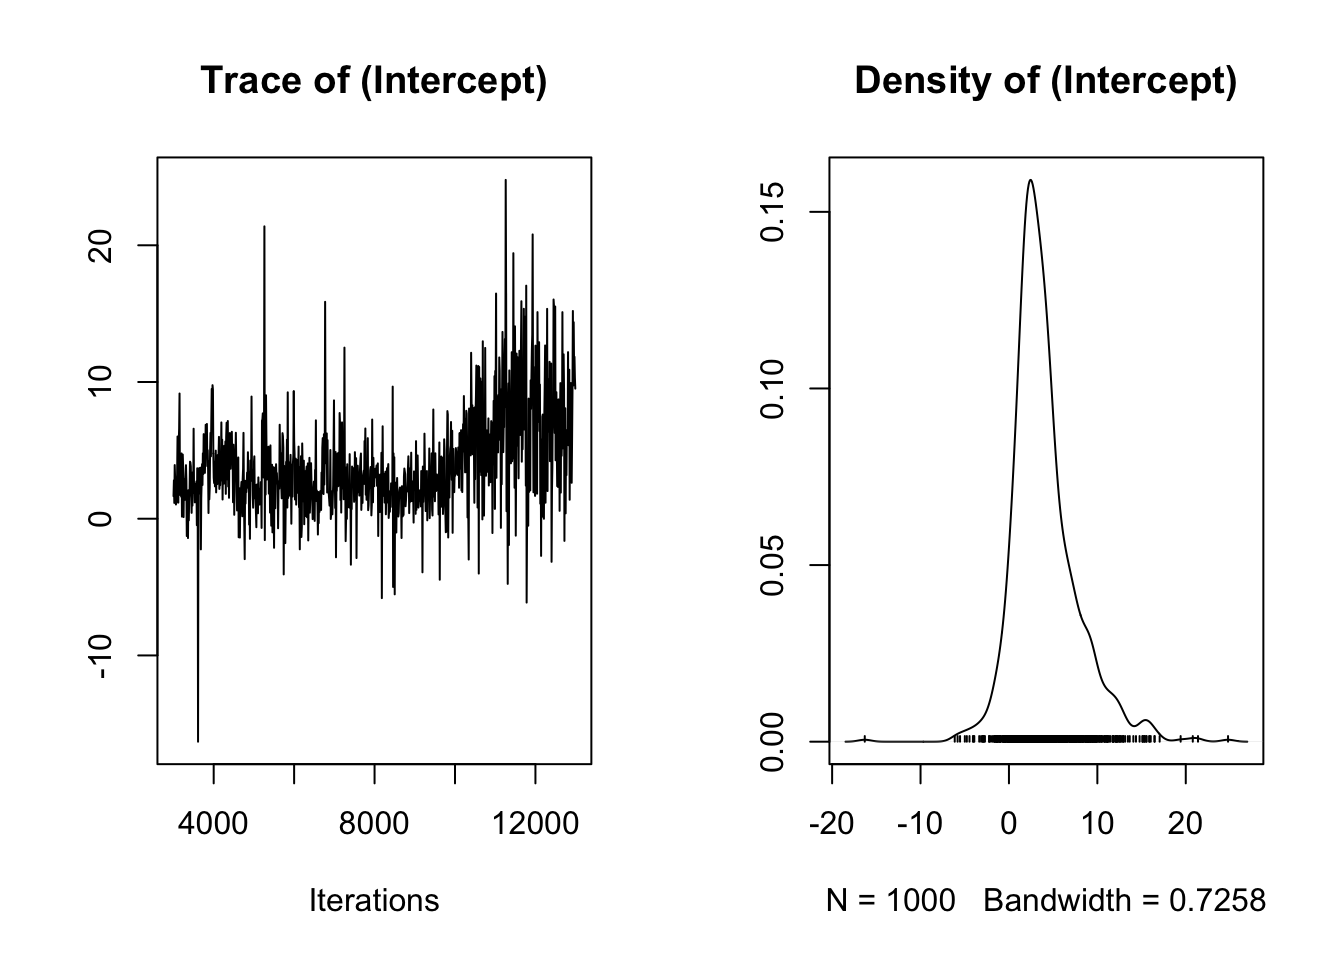 Trace of (Intercept)
20
10
0
-10
4000 8000 12000
Iterations
Density of (Intercept)
0.15
0.10
0.05
0.00
-20 -10 0 10 20
N = 1000 Bandwidth = 0.7258